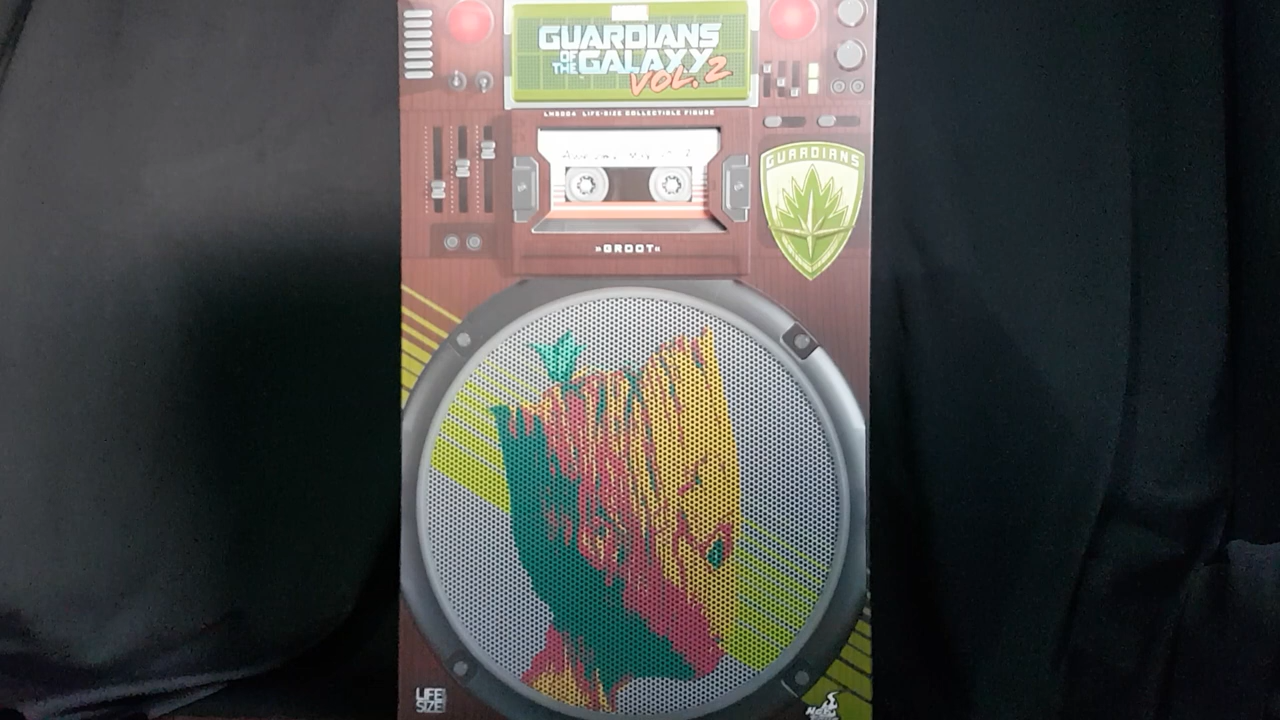 GUARDIANS
OF THE GALAXY
VOL. 2
LMS004 LIFE-SIZE COLLECTIBLE FIGURE
GUARDIANS
»GROOT«
LIFE
SIZE